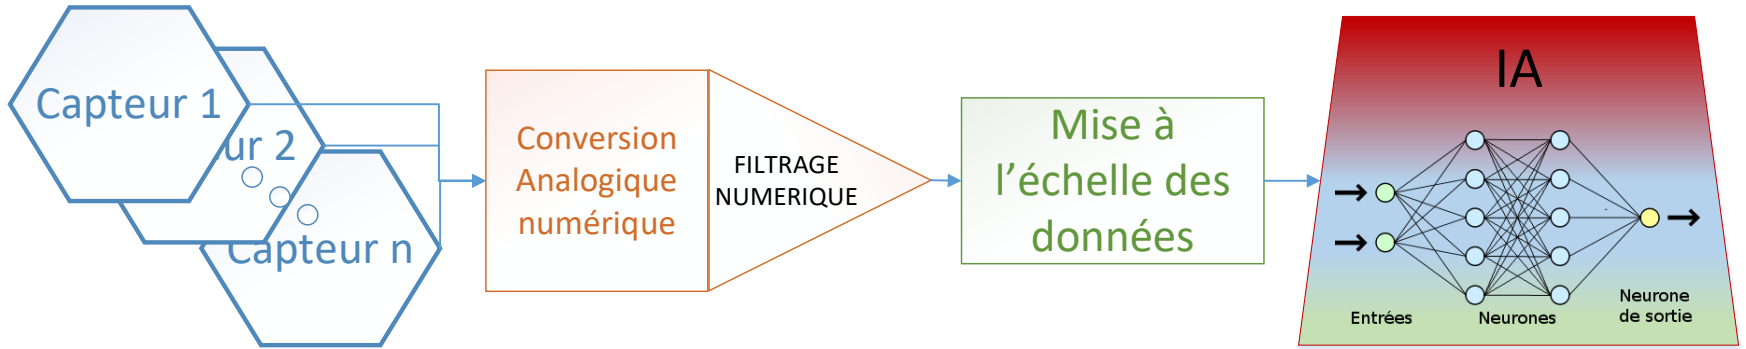 Capteur 1
ur 2
Capteur n
Conversion
Analogique
numérique
FILTRAGE
NUMERIQUE
Mise à
l’échelle des
données
IA
Entrées
Neurones
Neurone
de sortie